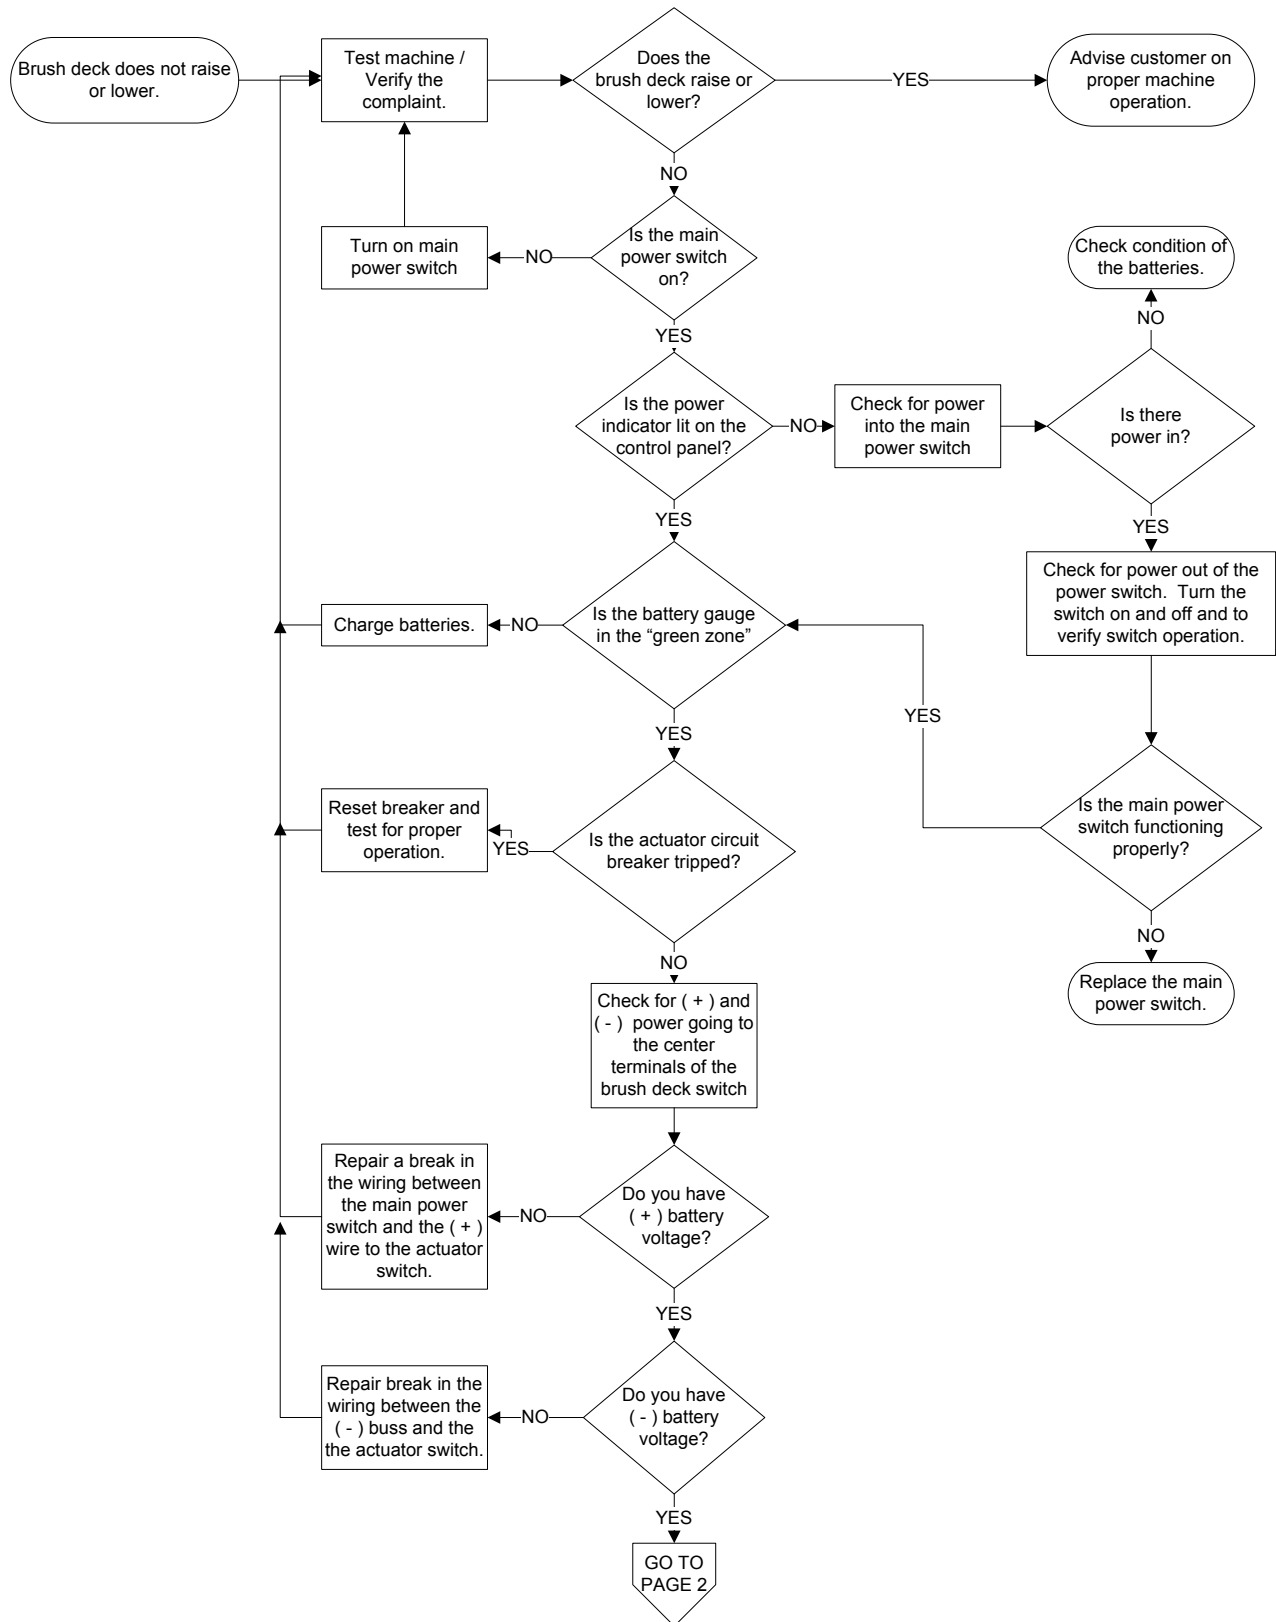 Brush deck does not raise
or lower.
Test machine /
Verify the
complaint.
Does the
brush deck raise or
lower?
YES
Advise customer on
proper machine
operation.
NO
Turn on main
power switch
NO
Is the main
power switch
on?
Check condition of
the batteries.
NO
YES
Is the power
indicator lit on the
control panel?
NO
Check for power
into the main
power switch
Is there
power in?
YES
YES
Check for power out of the
power switch. Turn the
switch on and off and to
verify switch operation.
Charge batteries.
NO
Is the battery gauge
in the “green zone”
YES
YES
Reset breaker and
test for proper
operation.
YES
Is the actuator circuit
breaker tripped?
Is the main power
switch functioning
properly?
NO
NO
Replace the main
power switch.
Check for ( + ) and
( - ) power going to
the center
terminals of the
brush deck switch
Repair a break in
the wiring between
the main power
switch and the ( + )
wire to the actuator
switch.
NO
Do you have
( + ) battery
voltage?
YES
Repair break in the
wiring between the
( - ) buss and the
the actuator switch.
NO
Do you have
( - ) battery
voltage?
YES
GO TO
PAGE 2